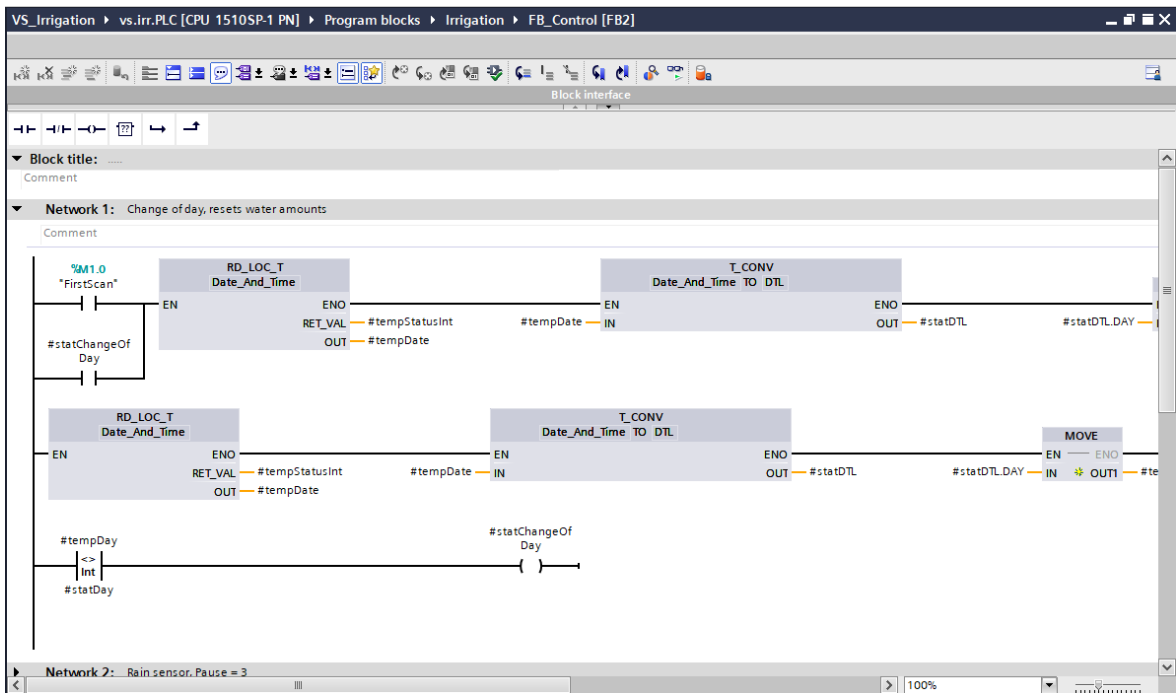 VS_Irrigation ▸ vs.irr.PLC [CPU 1510SP-1 PN] ▸ Program blocks ▸ Irrigation ▸ FB_Control [FB2]
Block interface
??
Block title: .....
Comment
Network 1: Change of day, resets water amounts
Comment
%M1.0
"FirstScan"
RD_LOC_T
Date_And_Time
T_CONV
Date_And_Time TO DTL
EN ENO EN ENO
RET_VAL #tempStatusInt #tempDate IN OUT #statDTL #statDTL.DAY
OUT #tempDate
#statChangeOf
Day
RD_LOC_T
Date_And_Time
T_CONV
Date_And_Time TO DTL
MOVE
EN ENO EN ENO EN ENO
RET_VAL #tempStatusInt #tempDate IN OUT #statDTL #statDTL.DAY IN OUT1 #te
OUT #tempDate
#tempDay
<>
Int
#statDay
#statChangeOf
Day
Network 2: Rain sensor, Pause = 3
100%